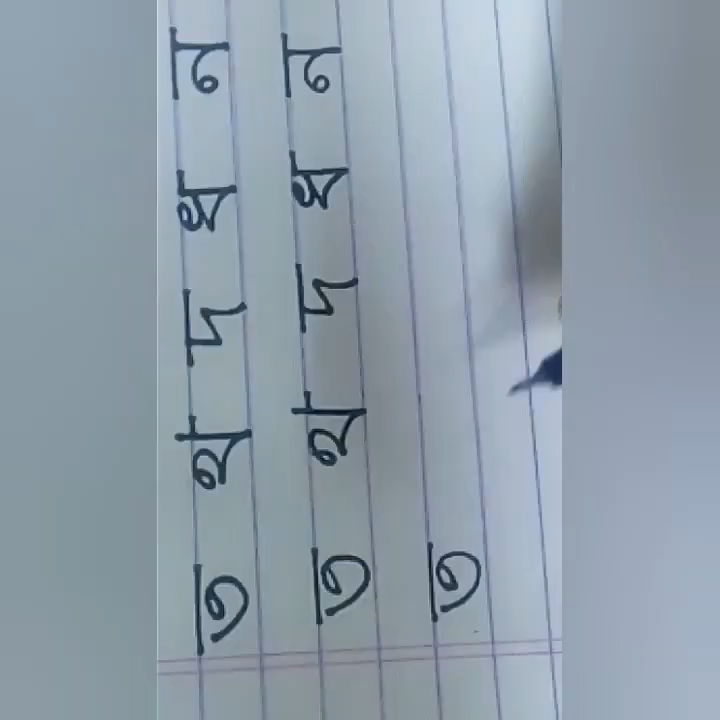 ত থ দ ধ ন
ত থ দ ধ ন
ত